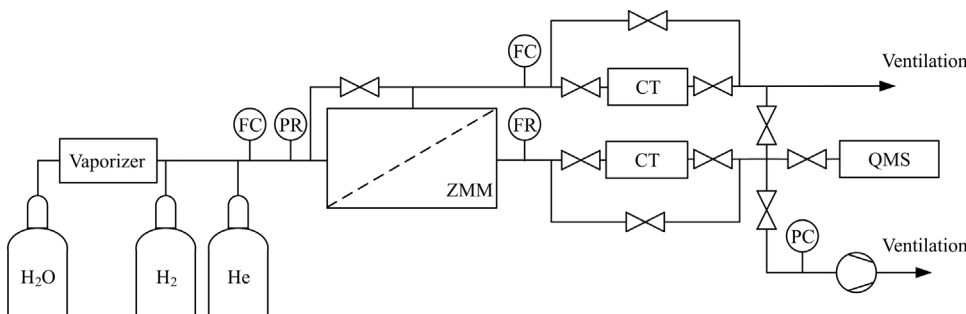 FC
Ventilation
CT
FC
PR
FR
Vaporizer
CT
QMS
ZMM
PC
Ventilation
H₂O
H₂
He